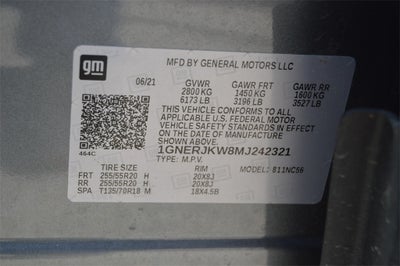 gm
MFD BY GENERAL MOTORS LLC
06/21 GVWR GAWR FRT GAWR RR
2800 KG 1450 KG 1600 KG
6173 LB 3196 LB 3527 LB
THIS VEHICLE CONFORMS TO ALL
APPLICABLE U.S. FEDERAL MOTOR
VEHICLE SAFETY STANDARDS IN EFFECT
ON THE DATE OF MANUFACTURE SHOWN ABOVE.
464C 1GNERJKW8MJ242321
TYPE: M.P.V. MODEL: 811NC56
TIRE SIZE RIM
FRT 255/55R20 H 20X8J
RR 255/55R20 H 20X8J
SPA T135/70R18 M 18X4.5B